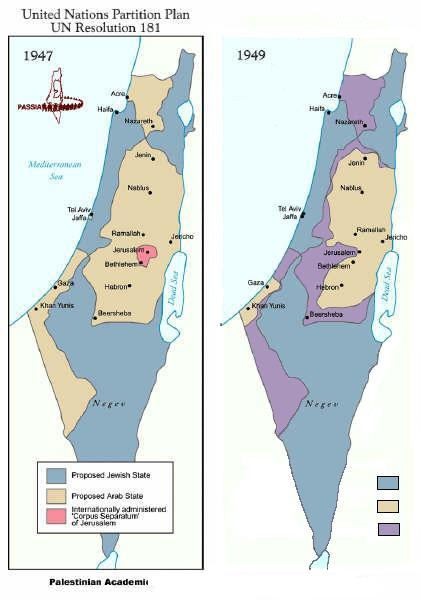 United Nations Partition Plan
UN Resolution 181
1947
PASSIA
Acre
Haifa
Nazareth
Mediterranean
Sea
Jenin
Nablus
Tel Aviv
Jaffa
Ramallah
Jericho
Jerusalem
Bethlehem
Gaza
Hebron
Dead Sea
Khan Yunis
Beersheba
Negev
Proposed Jewish State
Proposed Arab State
Internationally administered
'Corpus Separatum'
of Jerusalem
Palestinian Academic
1949
Acre
Haifa
Nazareth
Jenin
Nablus
Tel Aviv
Jaffa
Ramallah
Jericho
Jerusalem
Bethlehem
Gaza
Hebron
Dead Sea
Khan Yunis
Beersheba
Negev